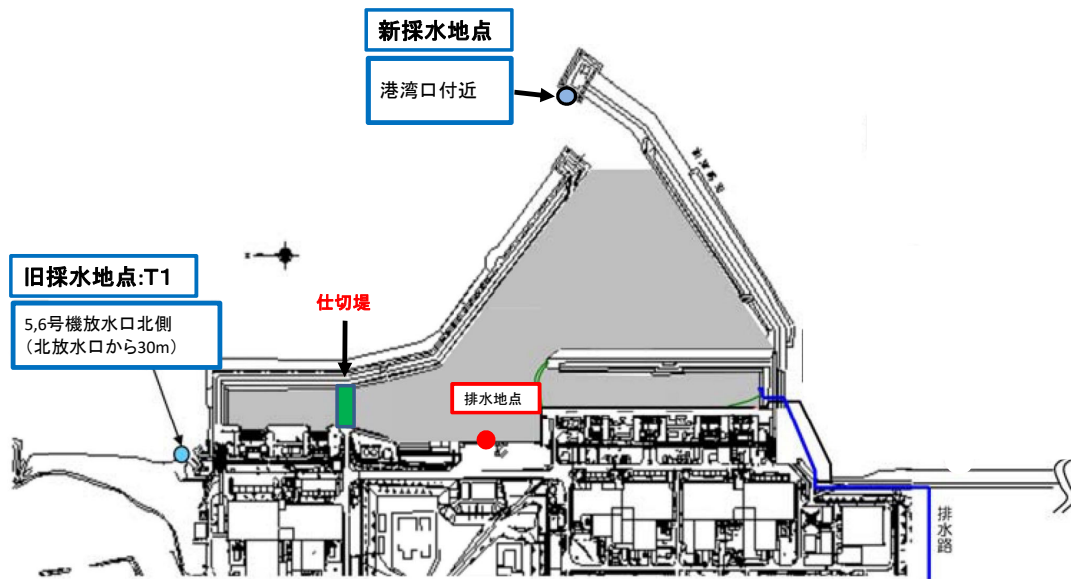 新採水地点
港湾口付近
旧採水地点:T1
5,6号機放水口北側
(北放水口から30m)
仕切堤
排水地点
排水路